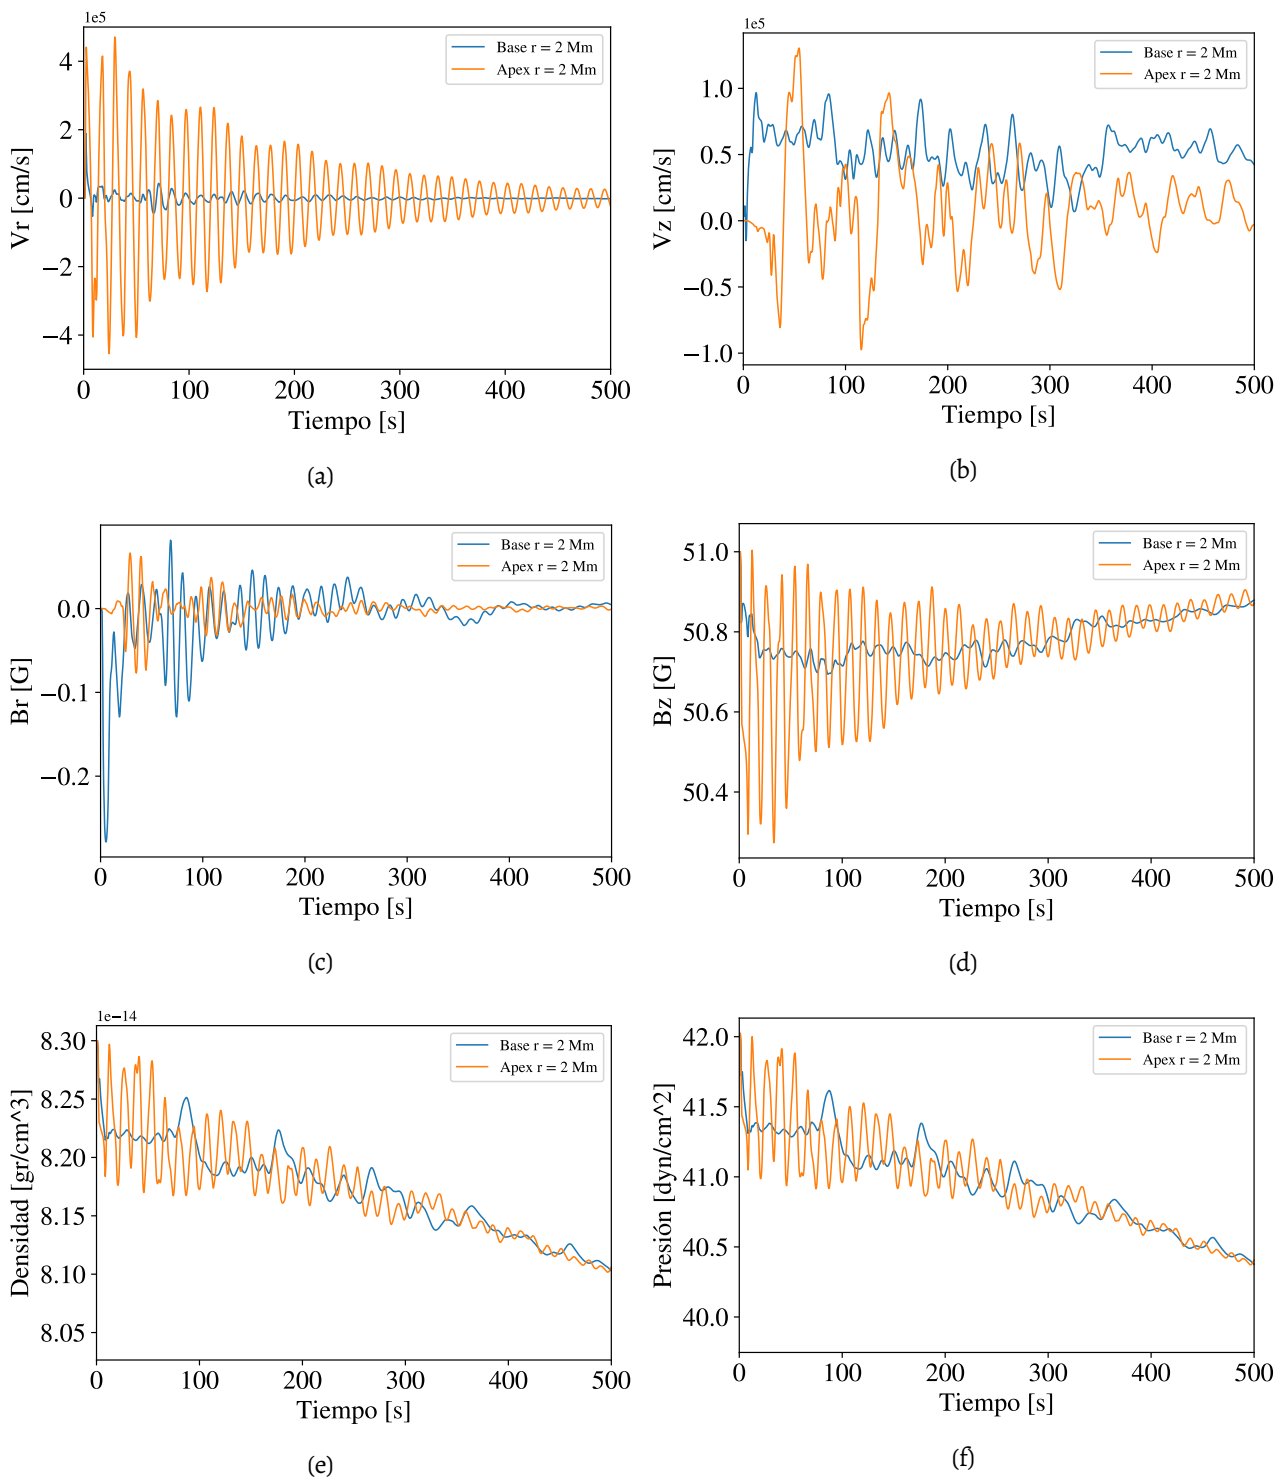 1e5
Vr [cm/s]
4
2
0
−2
−4
Base r = 2 Mm
Apex r = 2 Mm
0 100 200 300 400 500
Tiempo [s]
(a)
1e5
Vz [cm/s]
1.0
0.5
0.0
−0.5
−1.0
Base r = 2 Mm
Apex r = 2 Mm
0 100 200 300 400 500
Tiempo [s]
(b)
Br [G]
0.0
−0.1
−0.2
Base r = 2 Mm
Apex r = 2 Mm
0 100 200 300 400 500
Tiempo [s]
(c)
Bz [G]
51.0
50.8
50.6
50.4
Base r = 2 Mm
Apex r = 2 Mm
0 100 200 300 400 500
Tiempo [s]
(d)
1e−14
Densidad [gr/cm^3]
8.30
8.25
8.20
8.15
8.10
8.05
Base r = 2 Mm
Apex r = 2 Mm
0 100 200 300 400 500
Tiempo [s]
(e)
Presión [dyn/cm^2]
42.0
41.5
41.0
40.5
40.0
Base r = 2 Mm
Apex r = 2 Mm
0 100 200 300 400 500
Tiempo [s]
(f)